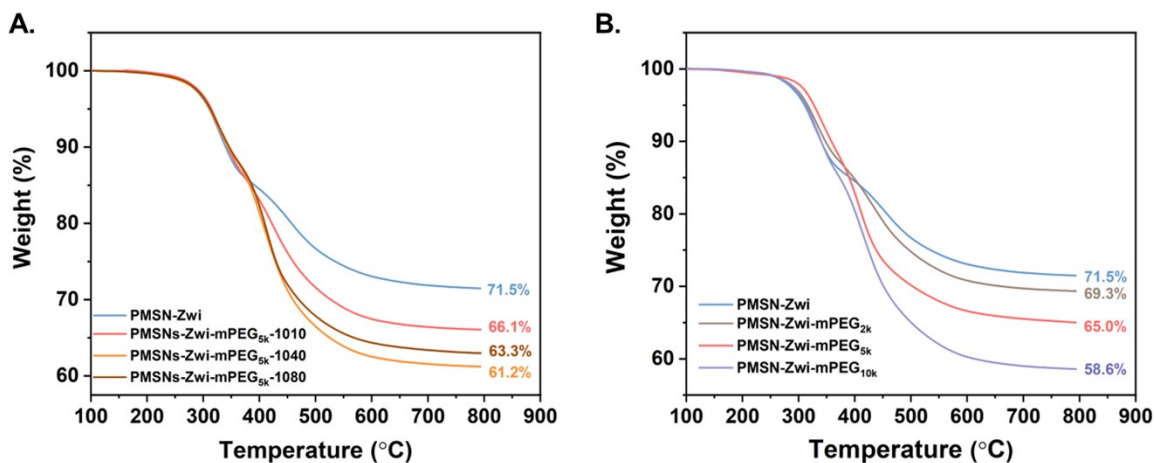 A.
Weight (%)
100
90
80
70
60
71.5%
66.1%
63.3%
61.2%
PMSN-Zwi
PMSNs-Zwi-mPEG5k-1010
PMSNs-Zwi-mPEG5k-1040
PMSNs-Zwi-mPEG5k-1080
100 200 300 400 500 600 700 800 900
Temperature (°C)
B.
Weight (%)
100
90
80
70
60
71.5%
69.3%
65.0%
58.6%
PMSN-Zwi
PMSN-Zwi-mPEG2k
PMSN-Zwi-mPEG5k
PMSN-Zwi-mPEG10k
100 200 300 400 500 600 700 800 900
Temperature (°C)